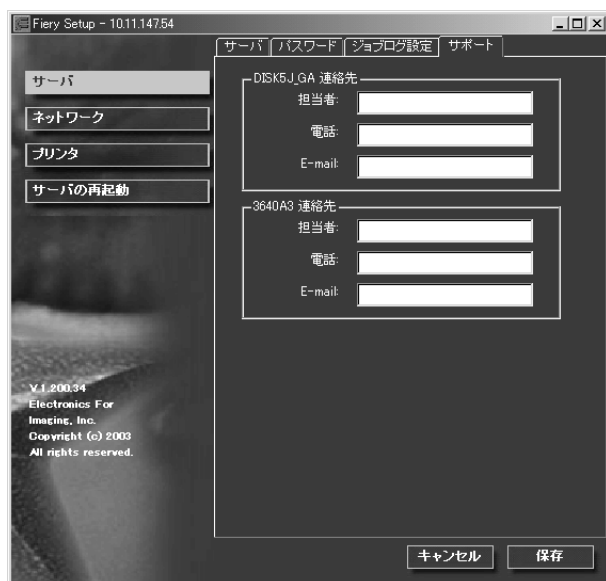 Fiery Setup - 10.11.147.54
サーバ パスワード ジョブログ設定 サポート
サーバ
ネットワーク
プリンタ
サーバの再起動
DISK5J_GA 連絡先
担当者:
電話:
E-mail:
3640A3 連絡先
担当者:
電話:
E-mail:
V.1.200.34
Electronics For
Imaging, Inc.
Copyright (c) 2003
All rights reserved.
キャンセル 保存